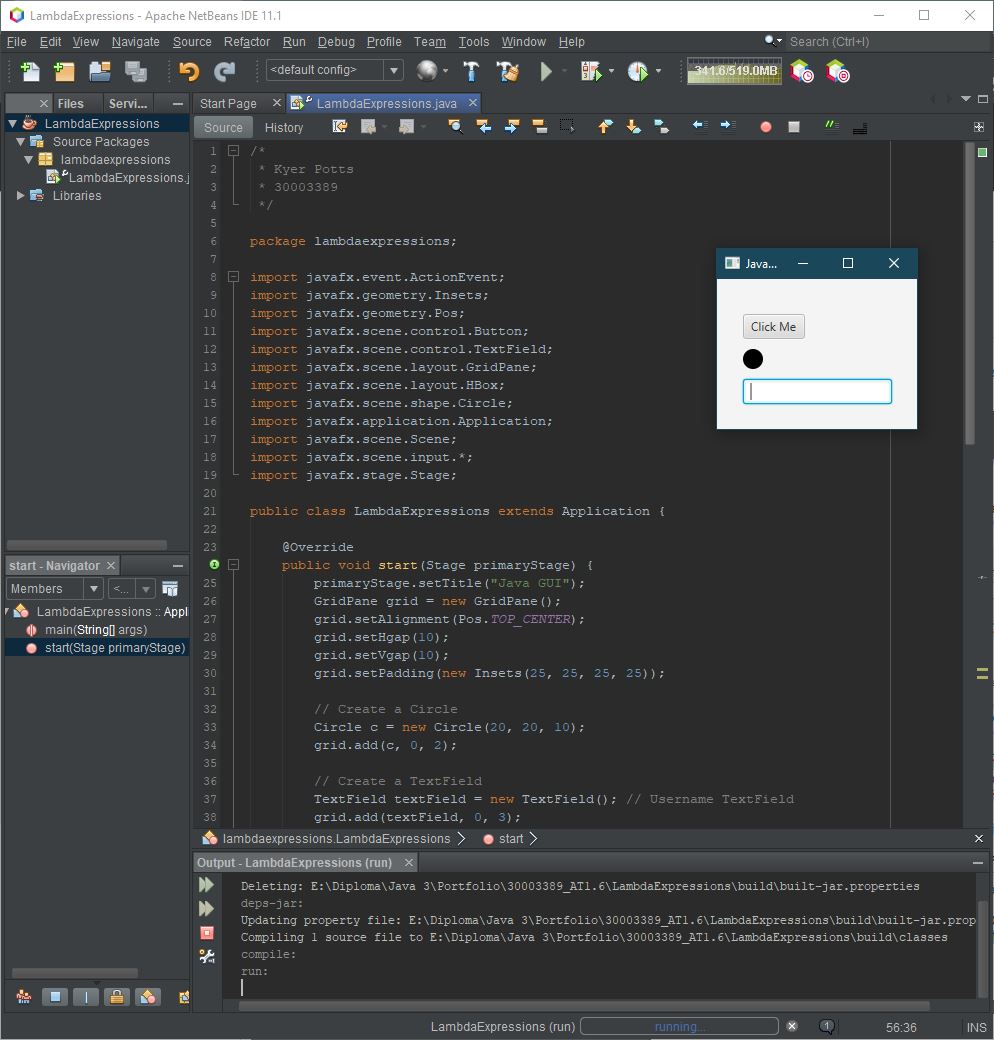 LambdaExpressions - Apache NetBeans IDE 11.1
File Edit View Navigate Source Refactor Run Debug Profile Team Tools Window Help
Search (Ctrl+I)
<default config>
341.6/519.0MB
Files Servi...
Start Page LambdaExpressions.java
LambdaExpressions
Source Packages
lambdaexpressions
LambdaExpressions.j
Libraries
Source History
1 /*
2 * Kyer Potts
3 * 30003389
4 */
5
6 package lambdaexpressions;
7
8 import javafx.event.ActionEvent;
9 import javafx.geometry.Insets;
10 import javafx.geometry.Pos;
11 import javafx.scene.control.Button;
12 import javafx.scene.control.TextField;
13 import javafx.scene.layout.GridPane;
14 import javafx.scene.layout.HBox;
15 import javafx.scene.shape.Circle;
16 import javafx.application.Application;
17 import javafx.scene.Scene;
18 import javafx.scene.input.*;
19 import javafx.stage.Stage;
20
21 public class LambdaExpressions extends Application {
22
23 @Override
public void start(Stage primaryStage) {
25 primaryStage.setTitle("Java GUI");
26 GridPane grid = new GridPane();
27 grid.setAlignment(Pos.TOP_CENTER);
28 grid.setHgap(10);
29 grid.setVgap(10);
30 grid.setPadding(new Insets(25, 25, 25, 25));
31
32 // Create a Circle
33 Circle c = new Circle(20, 20, 10);
34 grid.add(c, 0, 2);
35
36 // Create a TextField
37 TextField textField = new TextField(); // Username TextField
38 grid.add(textField, 0, 3);
Java...
Click Me
start - Navigator
Members <...
LambdaExpressions :: Appli
main(String[] args)
start(Stage primaryStage)
lambdaexpressions.LambdaExpressions start
Output - LambdaExpressions (run)
Deleting: E:\Diploma\Java 3\Portfolio\30003389_AT1.6\LambdaExpressions\build\built-jar.properties
deps-jar:
Updating property file: E:\Diploma\Java 3\Portfolio\30003389_AT1.6\LambdaExpressions\build\built-jar.prop
Compiling 1 source file to E:\Diploma\Java 3\Portfolio\30003389_AT1.6\LambdaExpressions\build\classes
compile:
run:
LambdaExpressions (run) running... 1 56:36 INS